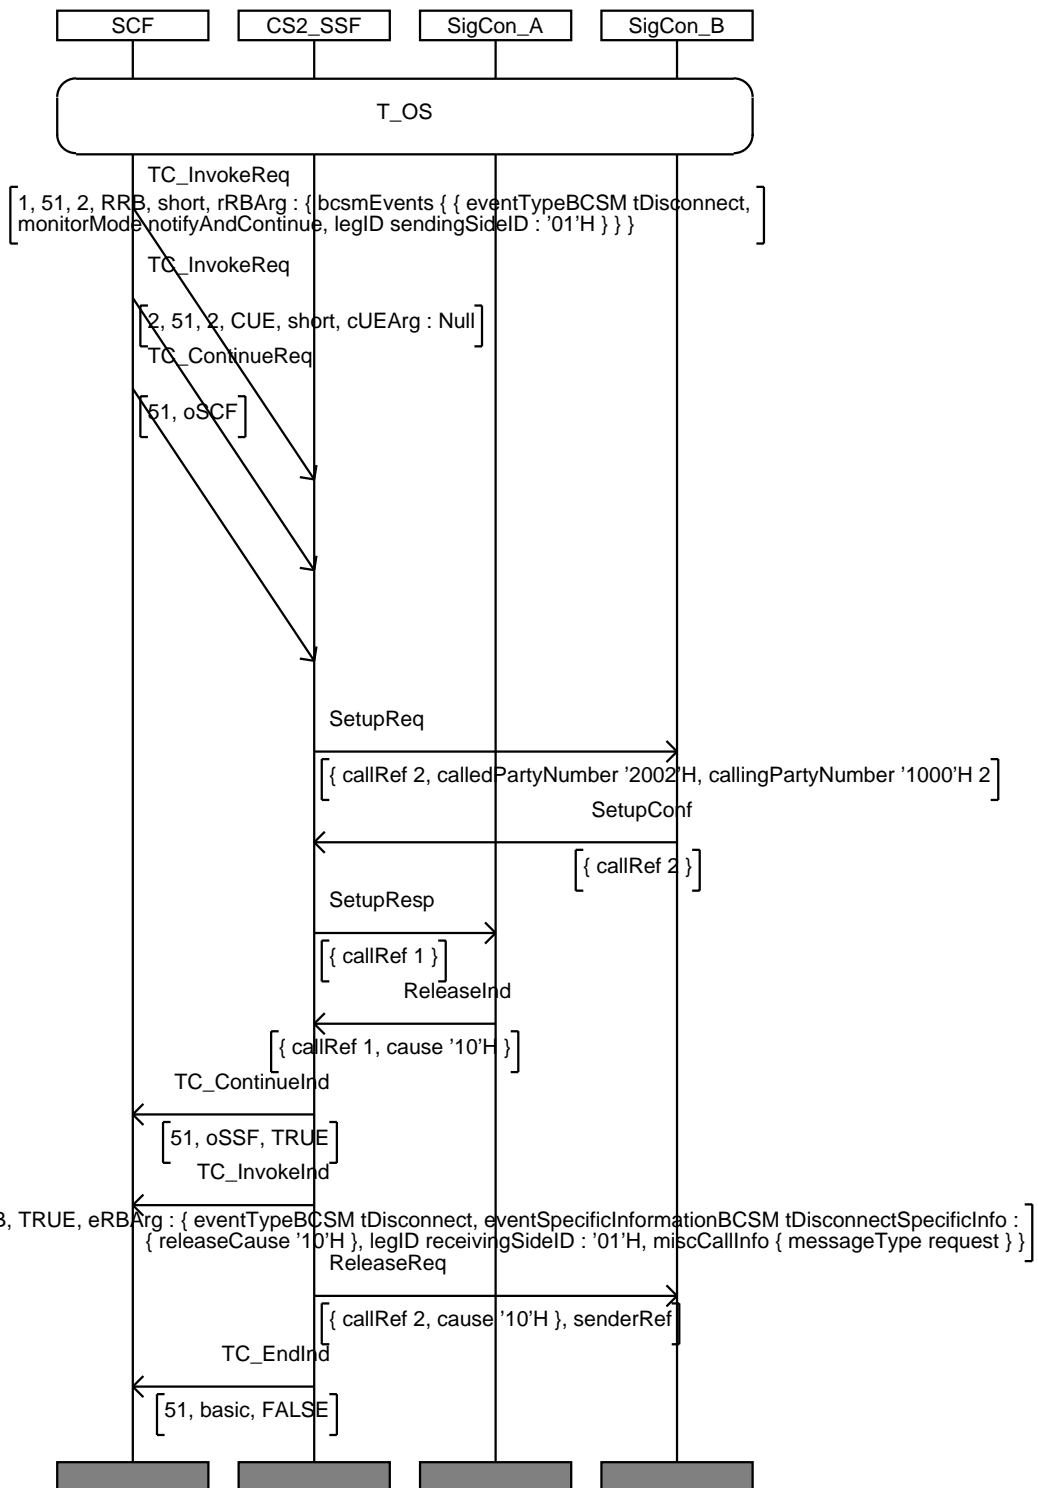 SCF CS2_SSF SigCon_A SigCon_B
T_OS
TC_InvokeReq
1, 51, 2, RRB, short, rRBArg : { bcsmEvents { { eventTypeBCSM tDisconnect,
monitorMode notifyAndContinue, legID sendingSideID : '01'H } } }
TC_InvokeReq
2, 51, 2, CUE, short, cUEArg : Null
TC_ContinueReq
51, oSCF
SetupReq
{ callRef 2, calledPartyNumber '2002'H, callingPartyNumber '1000'H 2
SetupConf
{ callRef 2 }
SetupResp
{ callRef 1 }
ReleaseInd
{ callRef 1, cause '10'H }
TC_ContinueInd
51, oSSF, TRUE
TC_InvokeInd
TRUE, eRBArg : { eventTypeBCSM tDisconnect, eventSpecificInformationBCSM tDisconnectSpecificInfo :
{ releaseCause '10'H }, legID receivingSideID : '01'H, miscCallInfo { messageType request } }
ReleaseReq
{ callRef 2, cause '10'H }, senderRef
TC_EndInd
51, basic, FALSE